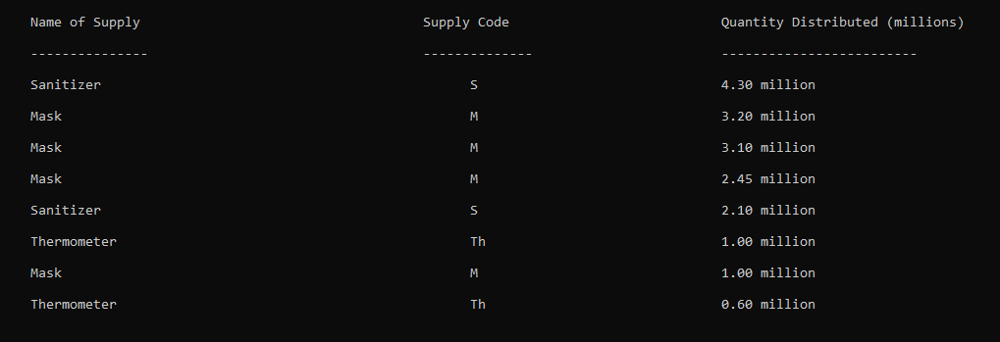 Name of Supply Supply Code Quantity Distributed (millions)
--------------- -------------- -------------------------
Sanitizer S 4.30 million
Mask M 3.20 million
Mask M 3.10 million
Mask M 2.45 million
Sanitizer S 2.10 million
Thermometer Th 1.00 million
Mask M 1.00 million
Thermometer Th 0.60 million